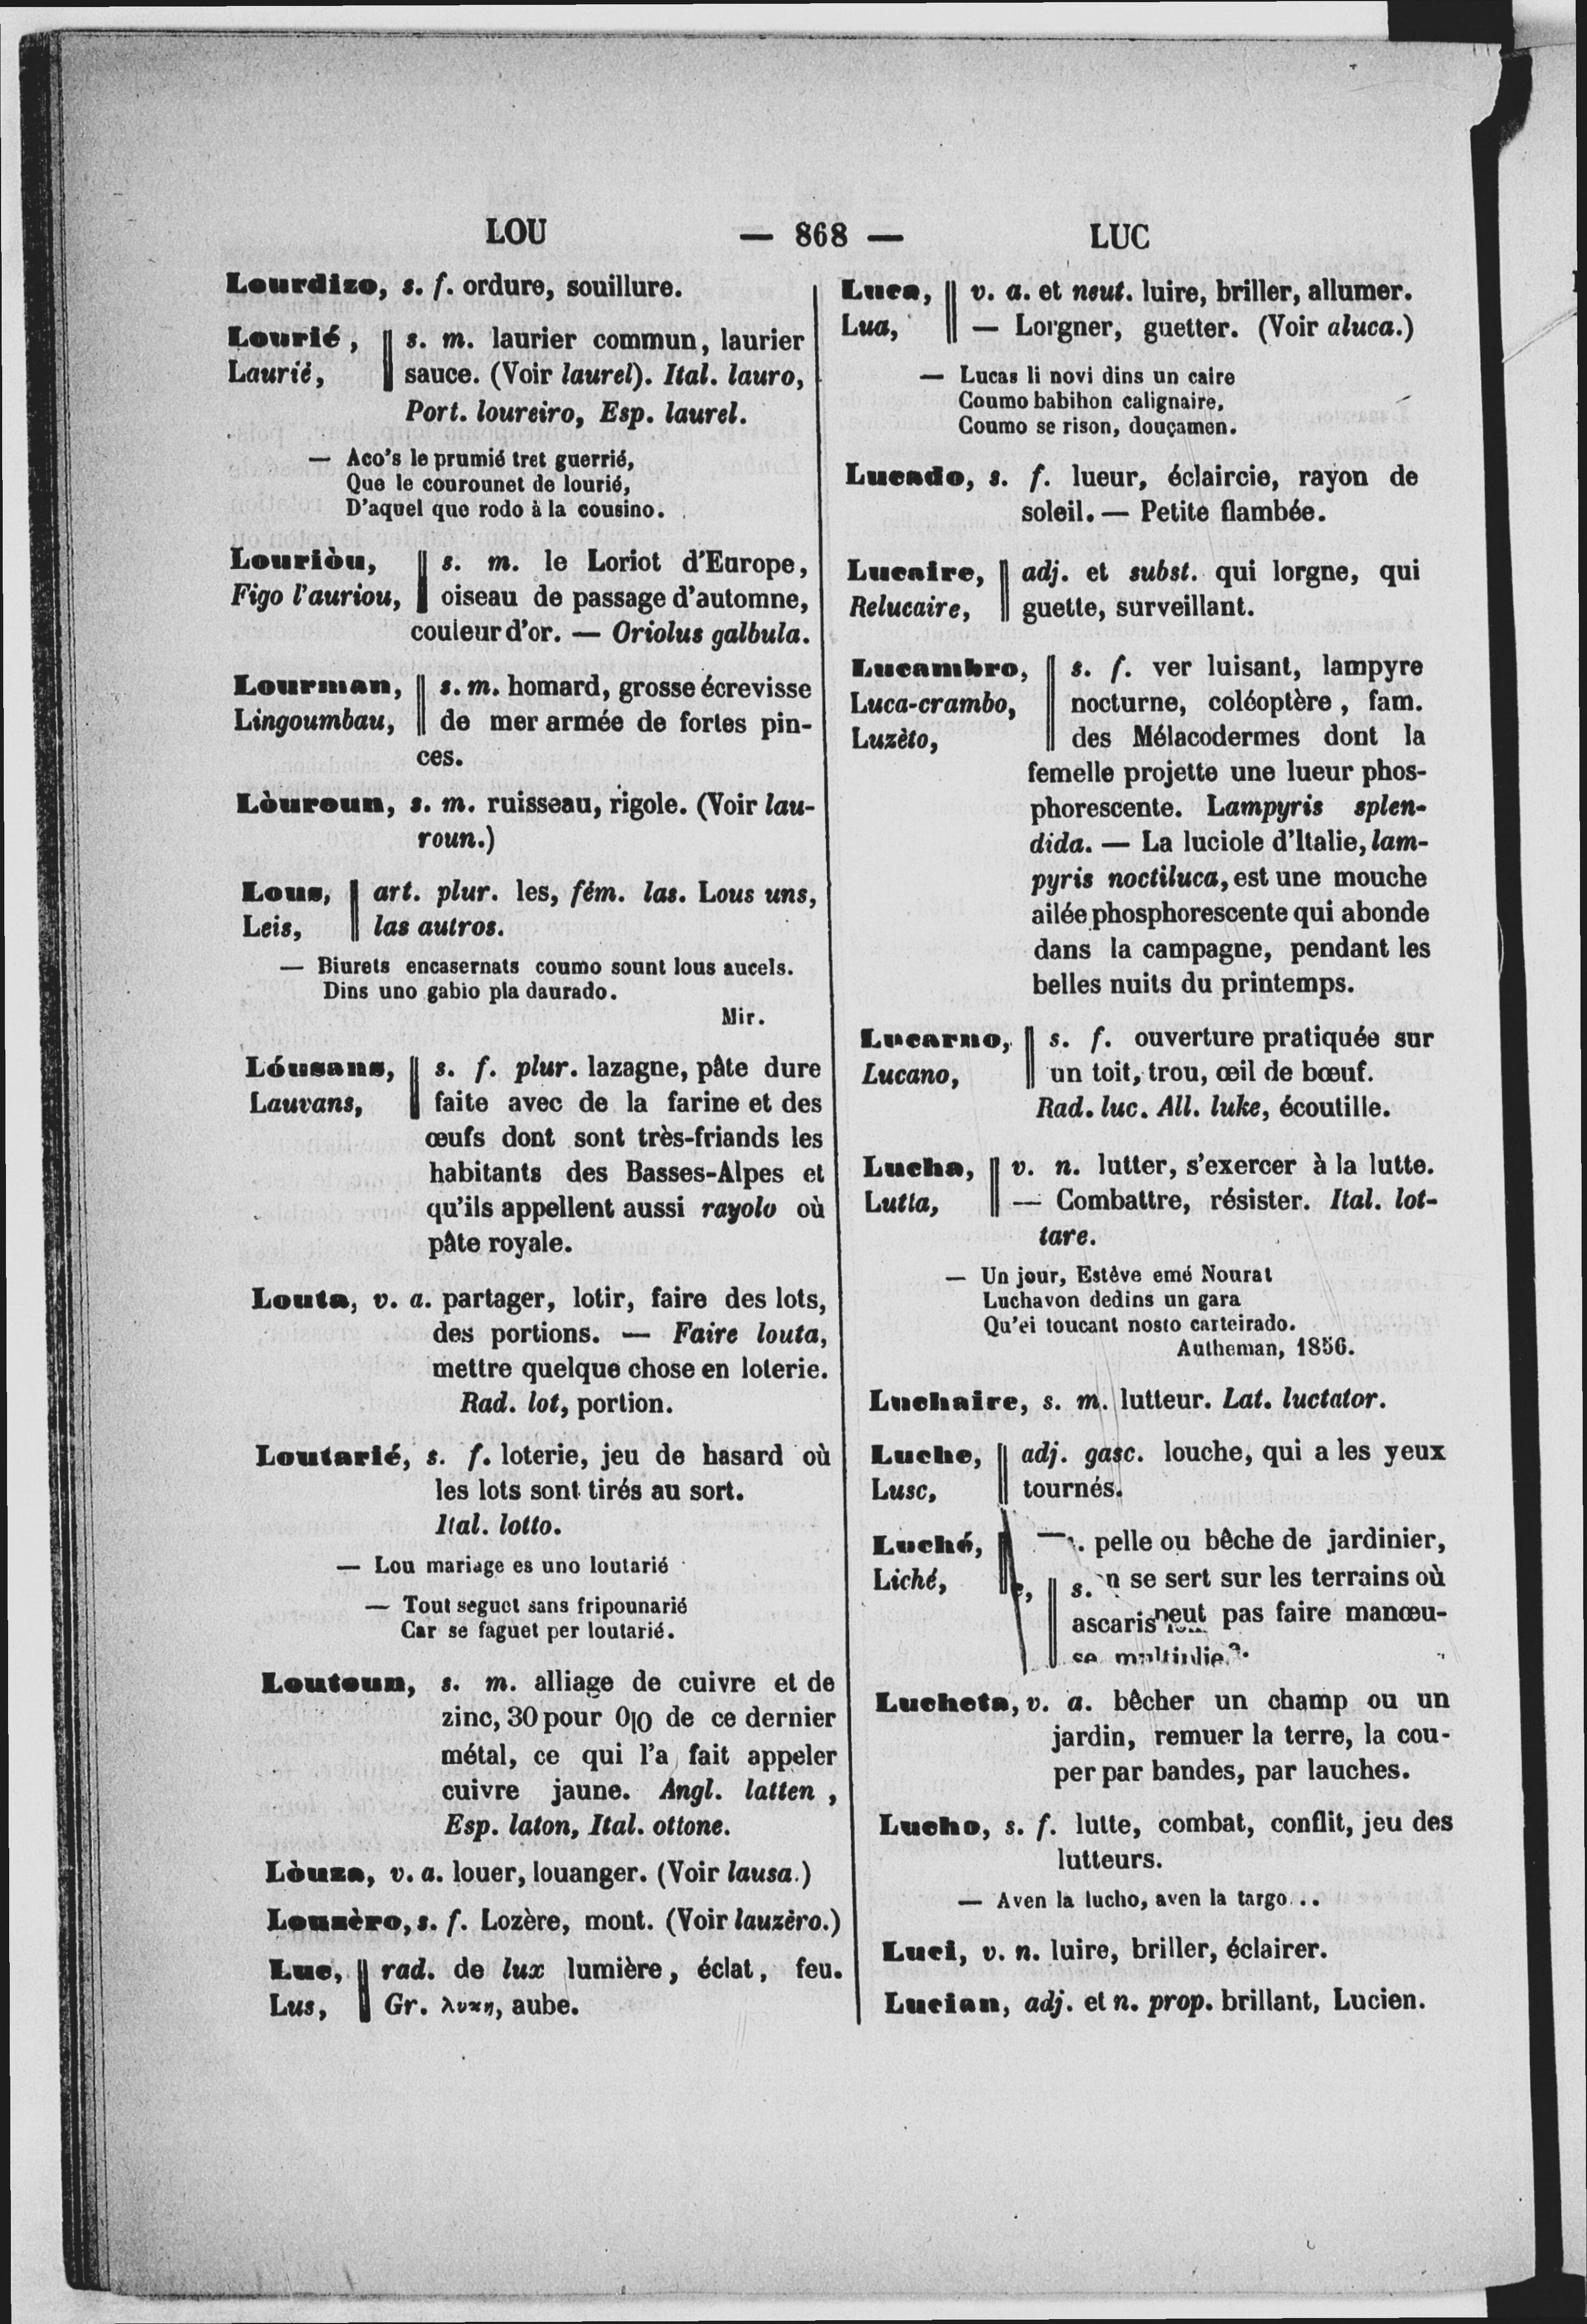 LOU — 868 — LUC
Lourdizo, s. f. ordure, souillure.
Lourié, s. m. laurier commun, laurier
Laurié, sauce. (Voir laurel). Ital. lauro,
Port. loureiro, Esp. laurel.
— Aco's le prumié tret guerrié,
Que le courounet de lourié,
D'aquel que rodo à la cousino.
Louriòu, s. m. le Loriot d'Europe,
Figo l'auriou, oiseau de passage d'automne,
couleur d'or. — Oriolus galbula.
Lourman, s. m. homard, grosse écrevisse
Lingoumbau, de mer armée de fortes pin-
ces.
Lòuroun, s. m. ruisseau, rigole. (Voir lau-
roun.)
Lous, art. plur. les, fém. las. Lous uns,
Leis, las autros.
— Biurets encasernats coumo sount lous aucels.
Dins uno gabio pla daurado.
Mir.
Lóusans, s. f. plur. lazagne, pâte dure
Lauvans, faite avec de la farine et des
œufs dont sont très-friands les
habitants des Basses-Alpes et
qu'ils appellent aussi rayolo où
pâte royale.
Louta, v. a. partager, lotir, faire des lots,
des portions. — Faire louta,
mettre quelque chose en loterie.
Rad. lot, portion.
Loutarié, s. f. loterie, jeu de hasard où
les lots sont tirés au sort.
Ital. lotto.
— Lou mariage es uno loutarié
— Tout seguet sans fripounarié
Car se faguet per loutarié.
Loutoun, s. m. alliage de cuivre et de
zinc, 30 pour 0|0 de ce dernier
métal, ce qui l'a fait appeler
cuivre jaune. Angl. latten,
Esp. laton, Ital. ottone.
Lòuza, v. a. louer, louanger. (Voir lausa.)
Louzèro, s. f. Lozère, mont. (Voir lauzèro.)
Luc, rad. de lux lumière, éclat, feu.
Lus, Gr. λυκη, aube.
Luca, v. a. et neut. luire, briller, allumer.
Lua, — Lorgner, guetter. (Voir aluca.)
— Lucas li novi dins un caire
Coumo babihon calignaire,
Coumo se rison, douçamen.
Lucado, s. f. lueur, éclaircie, rayon de
soleil. — Petite flambée.
Lucaire, adj. et subst. qui lorgne, qui
Relucaire, guette, surveillant.
Lucambro, s. f. ver luisant, lampyre
Luca-crambo, nocturne, coléoptère, fam.
Luzèto, des Mélacodermes dont la
femelle projette une lueur phos-
phorescente. Lampyris splen-
dida. — La luciole d'Italie, lam-
pyris noctiluca, est une mouche
ailée phosphorescente qui abonde
dans la campagne, pendant les
belles nuits du printemps.
Lucarno, s. f. ouverture pratiquée sur
Lucano, un toit, trou, œil de bœuf.
Rad. luc. All. luke, écoutille.
Lucha, v. n. lutter, s'exercer à la lutte.
Lutta, — Combattre, résister. Ital. lot-
tare.
— Un jour, Estève emé Nourat
Luchavon dedins un gara
Qu'ei toucant nosto carteirado.
Autheman, 1856.
Luchaire, s. m. lutteur. Lat. luctator.
Luche, adj. gasc. louche, qui a les yeux
Lusc, tournés.
Luché, pelle ou bêche de jardinier,
Liché, s. n se sert sur les terrains où
ascaris peut pas faire manœu-
se multiplie
Lucheta, v. a. bêcher un champ ou un
jardin, remuer la terre, la cou-
per par bandes, par lauches.
Lucho, s. f. lutte, combat, conflit, jeu des
lutteurs.
— Aven la lucho, aven la targo...
Luci, v. n. luire, briller, éclairer.
Lucian, adj. et n. prop. brillant, Lucien.